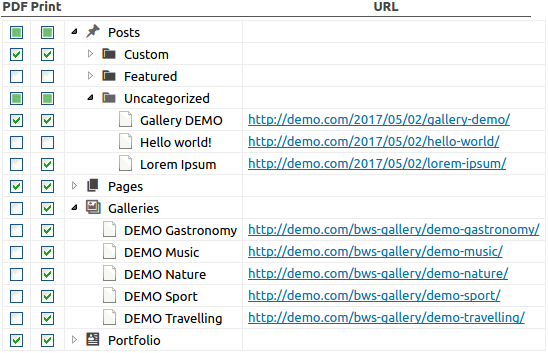 PDF Print URL
Posts
Custom
Featured
Uncategorized
Gallery DEMO http://demo.com/2017/05/02/gallery-demo/
Hello world! http://demo.com/2017/05/02/hello-world/
Lorem Ipsum http://demo.com/2017/05/02/lorem-ipsum/
Pages
Galleries
DEMO Gastronomy http://demo.com/bws-gallery/demo-gastronomy/
DEMO Music http://demo.com/bws-gallery/demo-music/
DEMO Nature http://demo.com/bws-gallery/demo-nature/
DEMO Sport http://demo.com/bws-gallery/demo-sport/
DEMO Travelling http://demo.com/bws-gallery/demo-travelling/
Portfolio